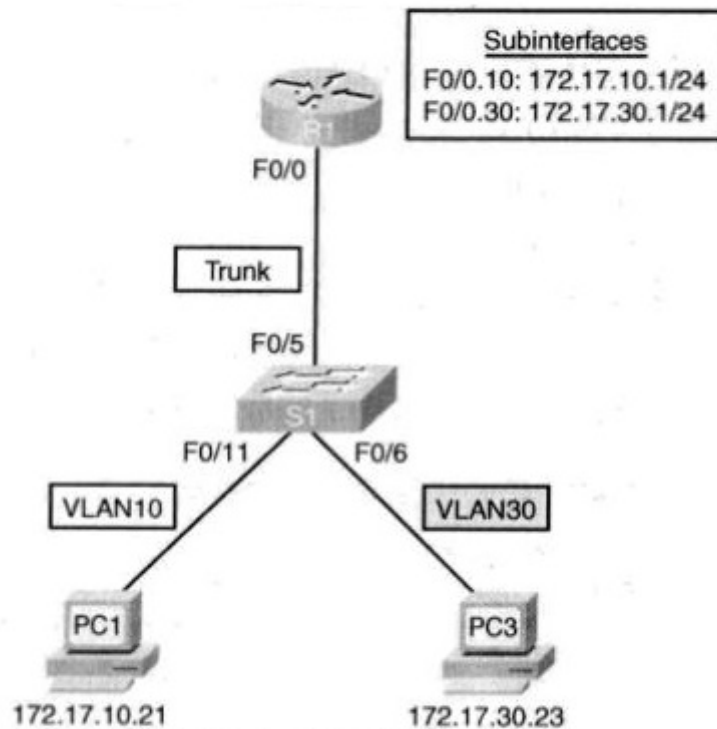 Subinterfaces
F0/0.10: 172.17.10.1/24
F0/0.30: 172.17.30.1/24
R1
F0/0
Trunk
F0/5
S1
F0/11
F0/6
VLAN10
VLAN30
PC1
PC3
172.17.10.21
172.17.30.23